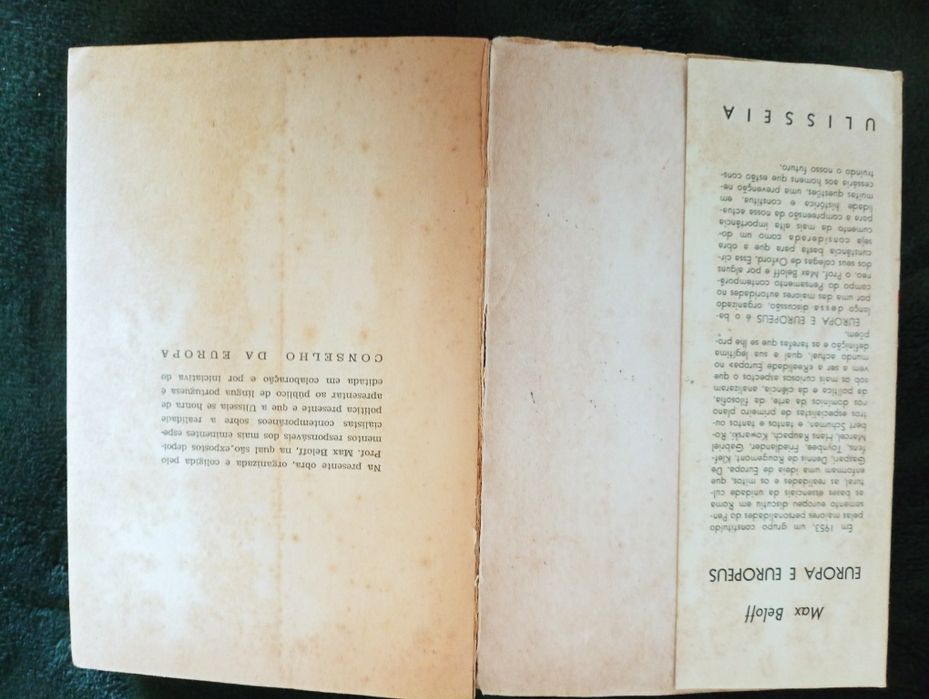 Max Beloff
EUROPA E EUROPEUS
Em 1953, um grupo constituído
pelas maiores personalidades do Pen-
samento europeu discutiu em Roma
as bases essenciais da unidade cul-
tural, as realidades e os mitos, que
enformam uma ideia de Europa. De
Gasperi, Dennis de Rougemont, Kief-
fens, Toynbee, Friedlander, Gabriel
Marcel, Hans Raupach, Kowarski, Ro-
bert Schuman, e tantos e tantos ou-
tros especialistas de primeiro plano
nos domínios da arte, da filosofia,
da política e da ciência, analizaram
sob os mais curiosos aspectos o que
vem a ser a «Realidade Europa» no
mundo actual, qual a sua legítima
definição e as tarefas que se lhe pro-
põem.
EUROPA E EUROPEUS é o ba-
lanço dessa discussão, organizado
por uma das maiores autoridades no
campo do Pensamento contemporâ-
neo, o Prof. Max Beloff e por alguns
dos seus colegas de Oxford. Essa cir-
cunstância basta para que a obra
seja considerada como um do-
cumento da mais alta importância
para a compreensão da nossa actua-
lidade histórica e constitua, em
muitas questões, uma prevenção ne-
cessária aos homens que estão cons-
truindo o nosso futuro.
ULISSEIA
Na presente obra, organizada e coligida pelo
Prof. Max Beloff, na qual são expostos depoi-
mentos responsáveis dos mais eminentes espe-
cialistas contemporâneos sobre a realidade
política presente e que a Ulisseia se honra de
apresentar ao público de língua portuguesa é
editada em colaboração e por iniciativa do
CONSELHO DA EUROPA